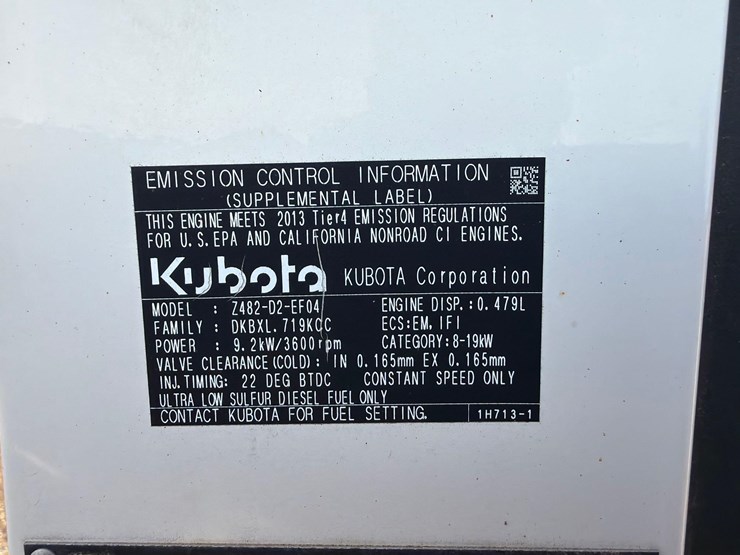 EMISSION CONTROL INFORMATION
(SUPPLEMENTAL LABEL)
THIS ENGINE MEETS 2013 Tier4 EMISSION REGULATIONS
FOR U.S. EPA AND CALIFORNIA NONROAD CI ENGINES.
Kubota KUBOTA Corporation
MODEL : Z482-D2-EF04 ENGINE DISP.:0.479L
FAMILY : DKBXL.719KCC ECS:EM, IFI
POWER : 9.2kW/3600rpm CATEGORY:8-19kW
VALVE CLEARANCE(COLD): IN 0.165mm EX 0.165mm
INJ.TIMING: 22 DEG BTDC CONSTANT SPEED ONLY
ULTRA LOW SULFUR DIESEL FUEL ONLY
CONTACT KUBOTA FOR FUEL SETTING. 1H713-1